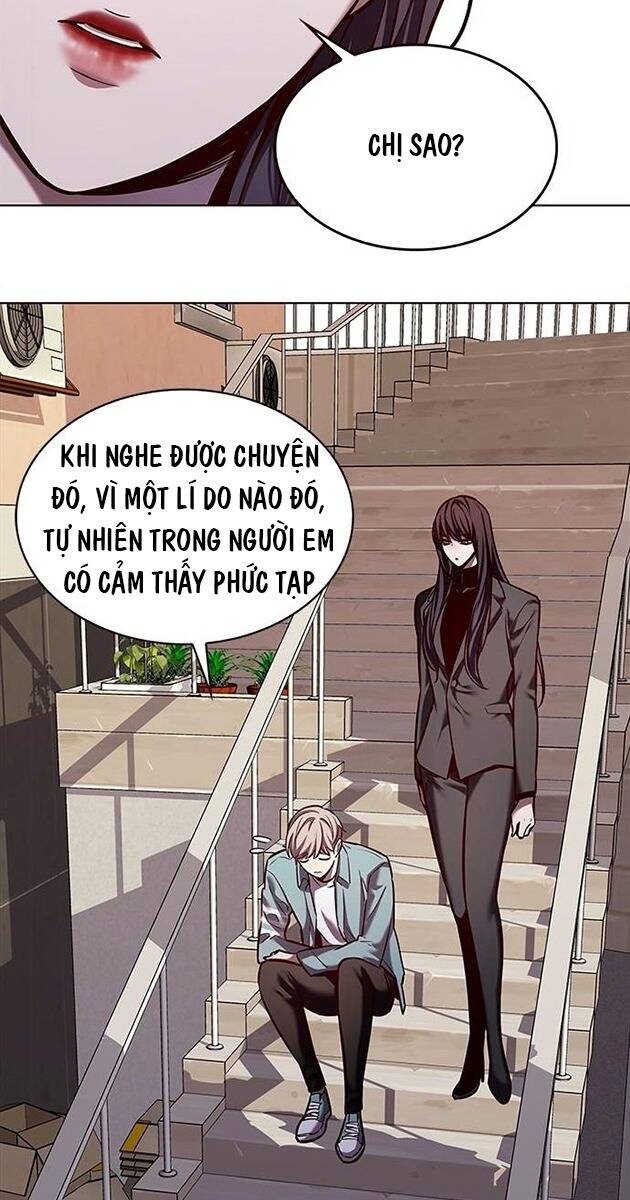 CHỊ SAO?
KHI NGHE ĐƯỢC CHUYỆN
ĐÓ, VÌ MỘT LÍ DO NÀO ĐÓ,
TỰ NHIÊN TRONG NGƯỜI EM
CÓ CẢM THẤY PHỨC TẠP